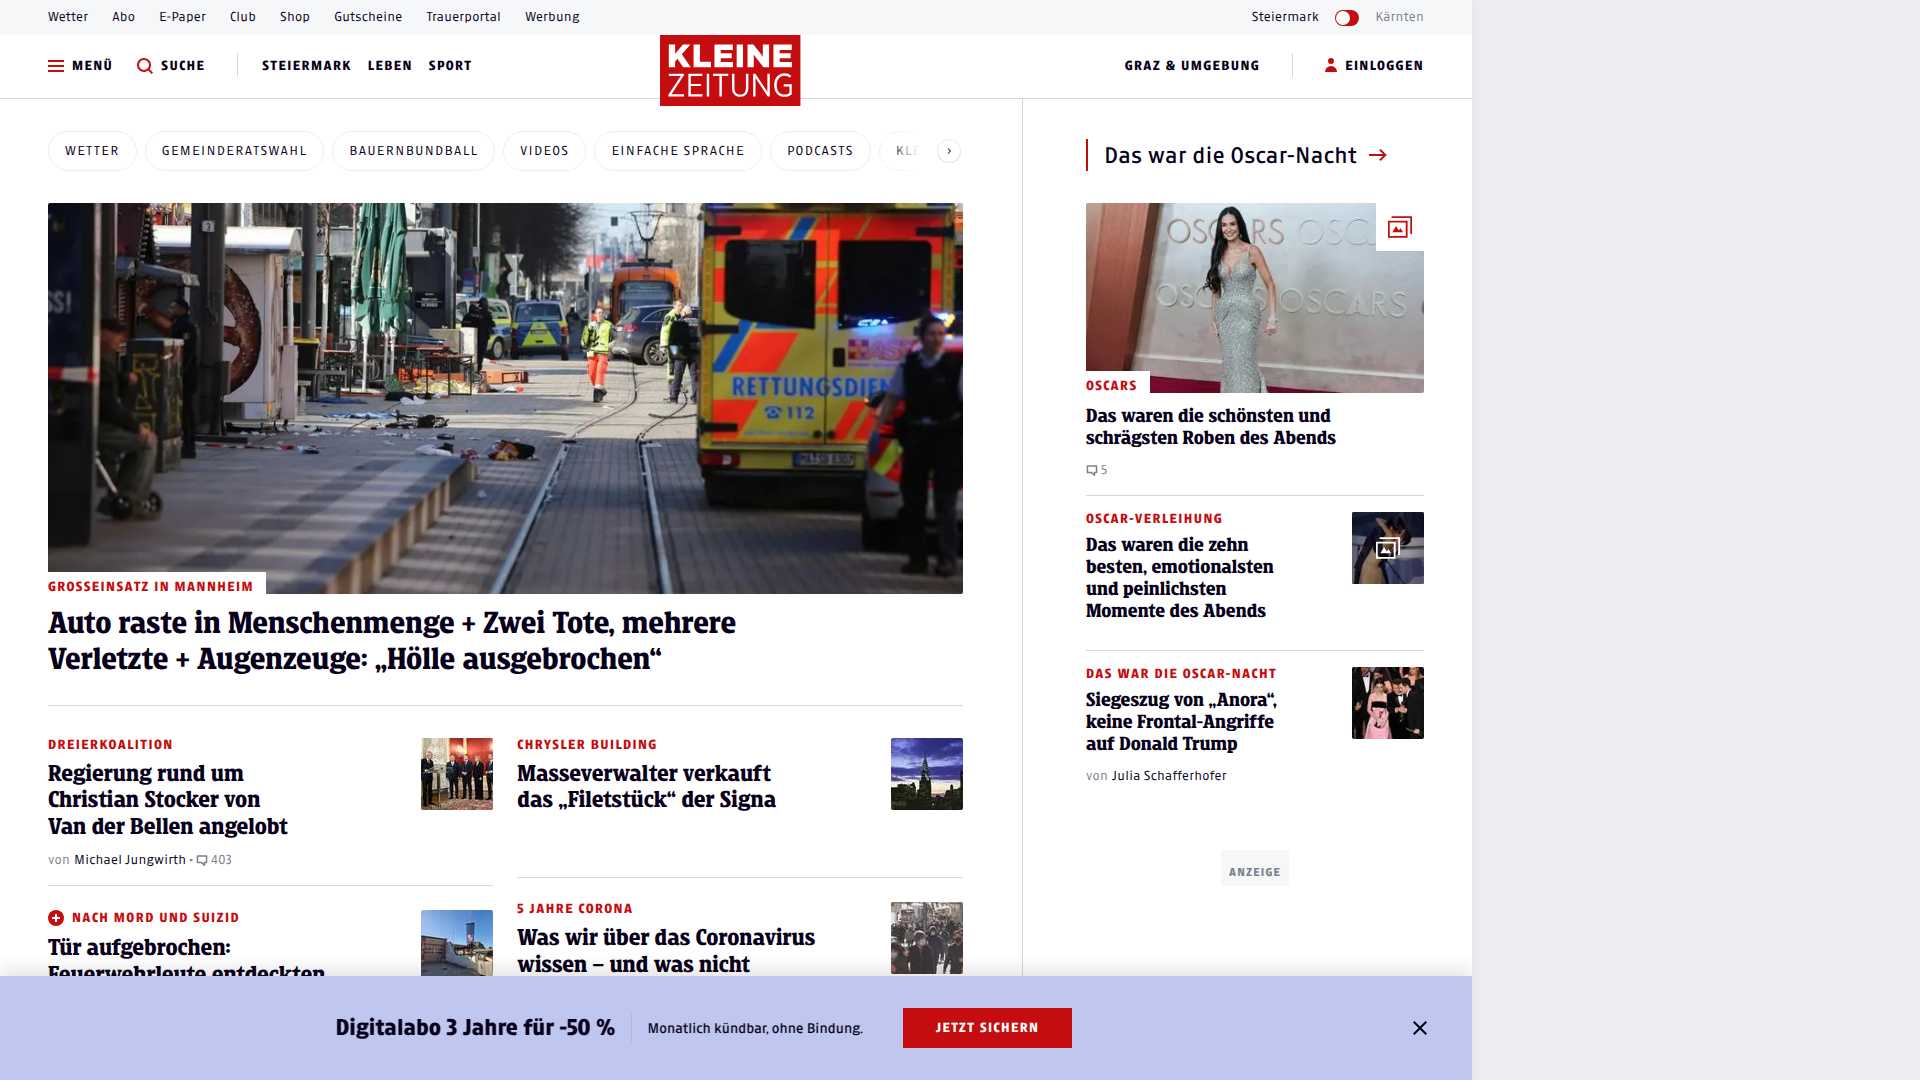 Wetter Abo E-Paper Club Shop Gutscheine Trauerportal Werbung Steiermark Kärnten
MENÜ SUCHE STEIERMARK LEBEN SPORT KLEINE ZEITUNG GRAZ & UMGEBUNG EINLOGGEN
WETTER GEMEINDERATSWAHL BAUERNBUNDBALL VIDEOS EINFACHE SPRACHE PODCASTS
RETTUNGSDIEN
112
GROSSEINSATZ IN MANNHEIM
Auto raste in Menschenmenge + Zwei Tote, mehrere
Verletzte + Augenzeuge: „Hölle ausgebrochen“
DREIERKOALITION
Regierung rund um
Christian Stocker von
Van der Bellen angelobt
von Michael Jungwirth • 403
NACH MORD UND SUIZID
Tür aufgebrochen:
Feuerwehrleute entdeckten
CHRYSLER BUILDING
Masseverwalter verkauft
das „Filetstück“ der Signa
5 JAHRE CORONA
Was wir über das Coronavirus
wissen – und was nicht
Das war die Oscar-Nacht
OSCARS
OSCARS
OSCARS
Das waren die schönsten und
schrägsten Roben des Abends
5
OSCAR-VERLEIHUNG
Das waren die zehn
besten, emotionalsten
und peinlichsten
Momente des Abends
DAS WAR DIE OSCAR-NACHT
Siegeszug von „Anora“,
keine Frontal-Angriffe
auf Donald Trump
von Julia Schafferhofer
ANZEIGE
Digitalabo 3 Jahre für -50 %
Monatlich kündbar, ohne Bindung.
JETZT SICHERN